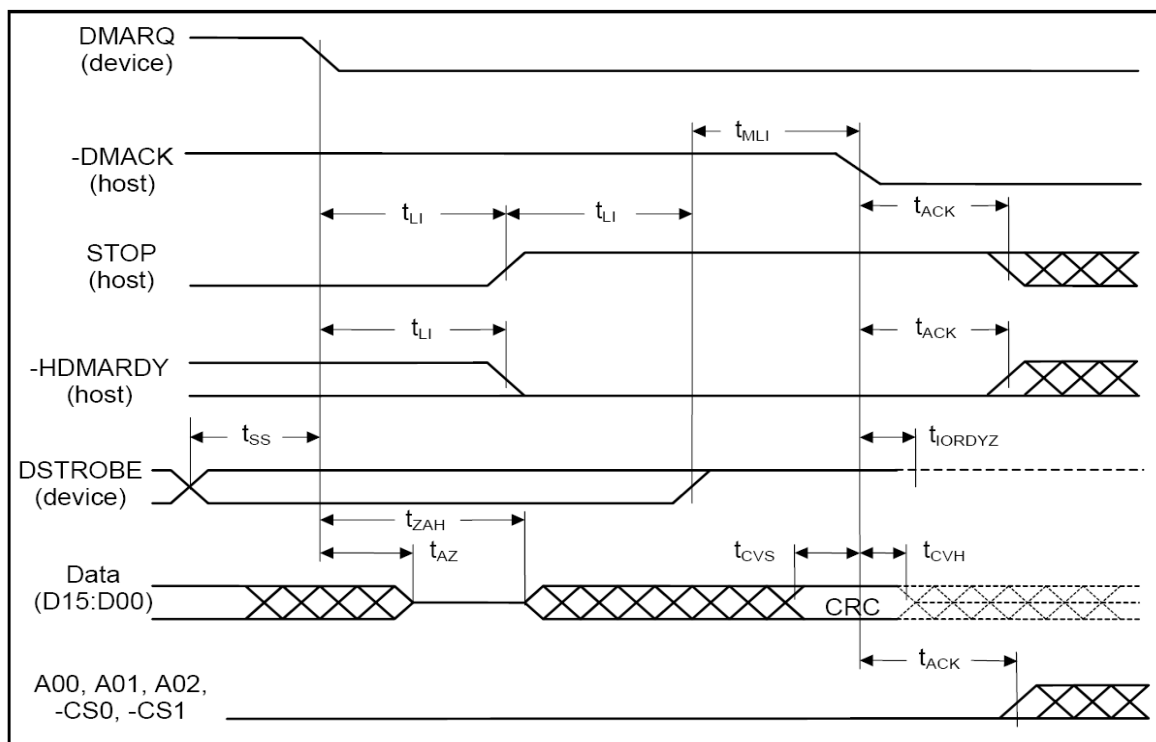 DMARQ
(device)
tMLI
-DMACK
(host)
tLI
tLI
tACK
STOP
(host)
tLI
tACK
-HDMARDY
(host)
tSS
tIORDYZ
DSTROBE
(device)
tZAH
tAZ
tCVS
tCVH
Data
(D15:D00)
CRC
tACK
A00, A01, A02,
-CS0, -CS1